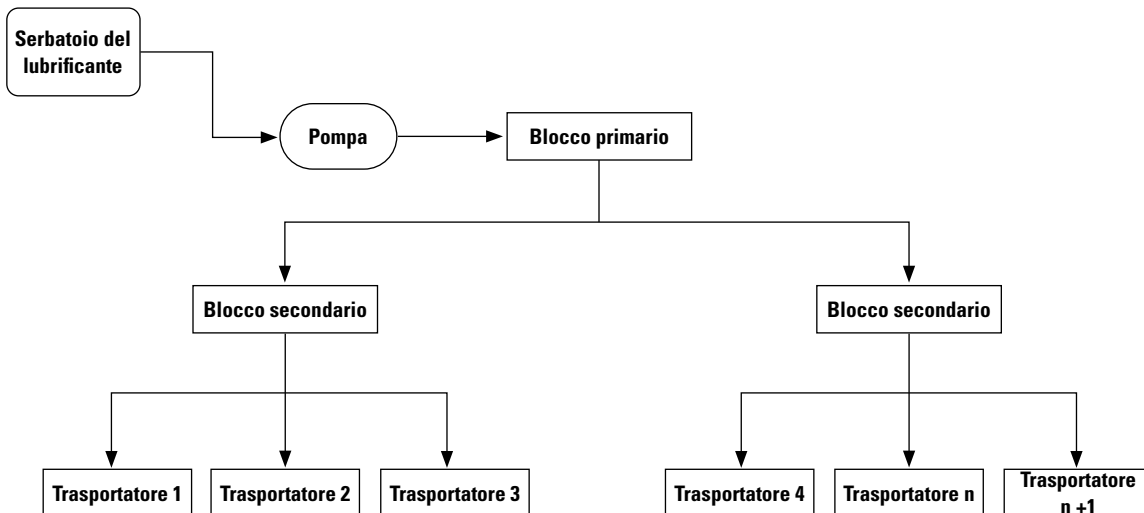 Serbatoio del
lubrificante
Pompa
Blocco primario
Blocco secondario
Blocco secondario
Trasportatore 1
Trasportatore 2
Trasportatore 3
Trasportatore 4
Trasportatore n
Trasportatore
n +1